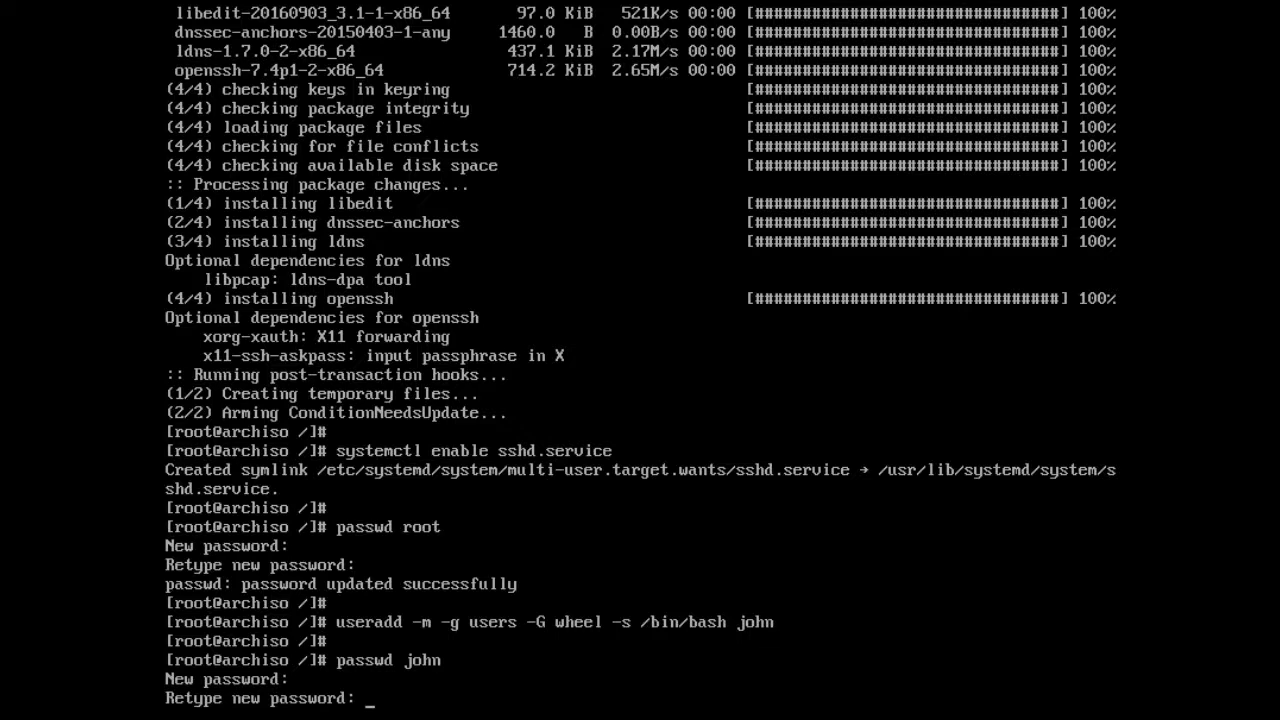 libedit-20160903_3.1-1-x86_64 97.0 KiB 521K/s 00:00 [################################] 100%
dnssec-anchors-20150403-1-any 1460.0 B 0.00B/s 00:00 [################################] 100%
ldns-1.7.0-2-x86_64 437.1 KiB 2.17M/s 00:00 [################################] 100%
openssh-7.4p1-2-x86_64 714.2 KiB 2.65M/s 00:00 [################################] 100%
(4/4) checking keys in keyring [################################] 100%
(4/4) checking package integrity [################################] 100%
(4/4) loading package files [################################] 100%
(4/4) checking for file conflicts [################################] 100%
(4/4) checking available disk space [################################] 100%
:: Processing package changes...
(1/4) installing libedit [################################] 100%
(2/4) installing dnssec-anchors [################################] 100%
(3/4) installing ldns [################################] 100%
Optional dependencies for ldns
libpcap: ldns-dpa tool
(4/4) installing openssh [################################] 100%
Optional dependencies for openssh
xorg-xauth: X11 forwarding
x11-ssh-askpass: input passphrase in X
:: Running post-transaction hooks...
(1/2) Creating temporary files...
(2/2) Arming ConditionNeedsUpdate...
[root@archiso /]#
[root@archiso /]# systemctl enable sshd.service
Created symlink /etc/systemd/system/multi-user.target.wants/sshd.service → /usr/lib/systemd/system/s
shd.service.
[root@archiso /]#
[root@archiso /]# passwd root
New password:
Retype new password:
passwd: password updated successfully
[root@archiso /]#
[root@archiso /]# useradd -m -g users -G wheel -s /bin/bash john
[root@archiso /]#
[root@archiso /]# passwd john
New password:
Retype new password: _